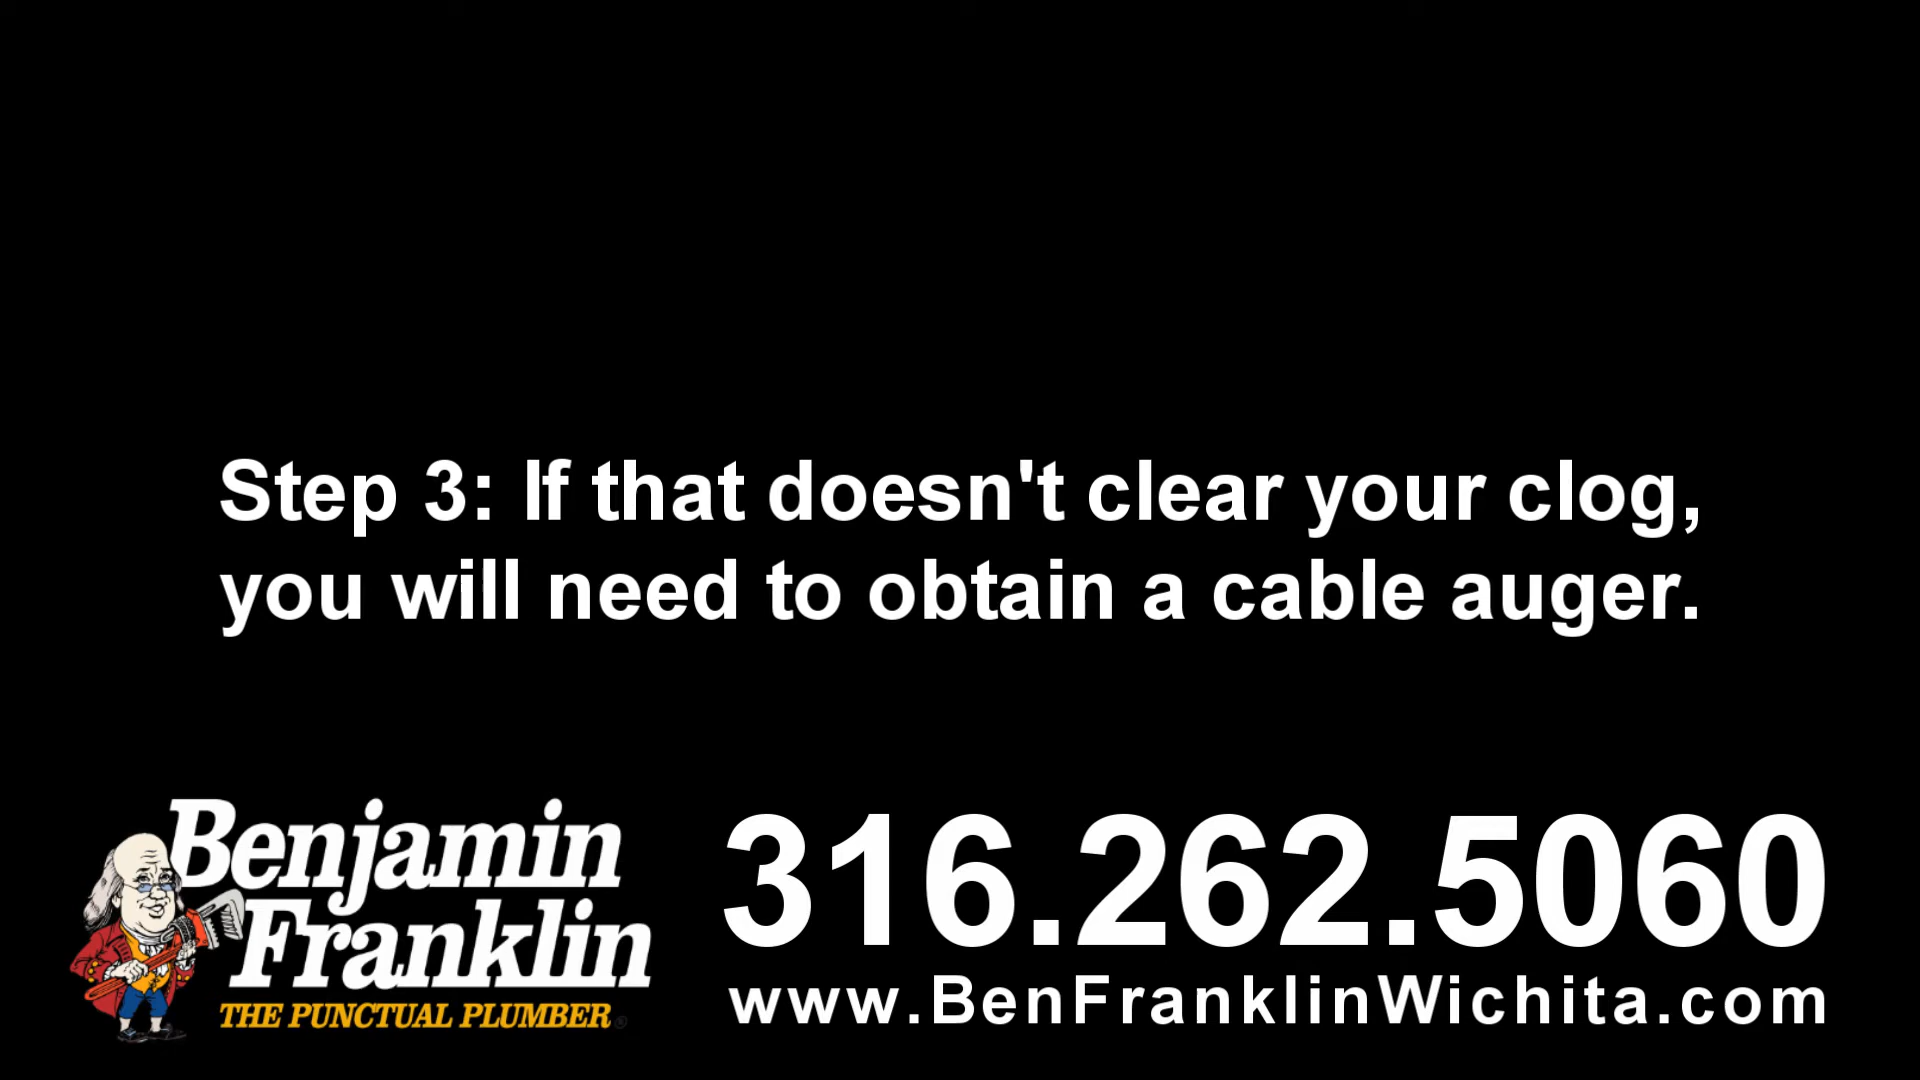 Step 3: If that doesn't clear your clog,
you will need to obtain a cable auger.
Benjamin
Franklin
THE PUNCTUAL PLUMBER®
316.262.5060
www.BenFranklinWichita.com